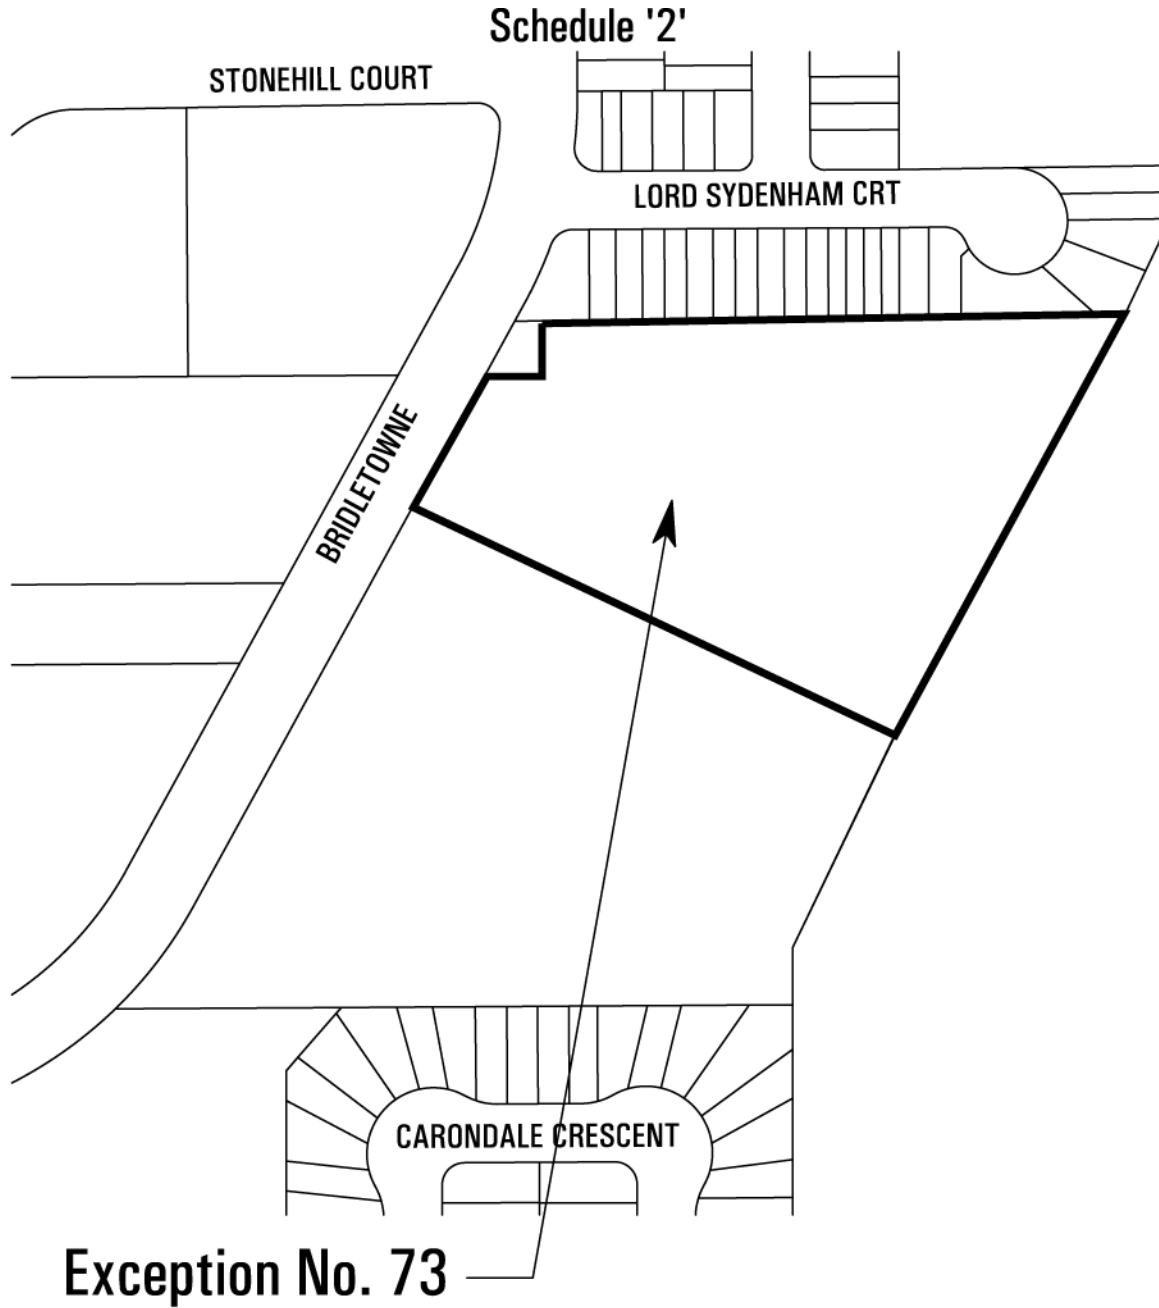 Schedule '2'
STONEHILL COURT
LORD SYDENHAM CRT
BRIDLETOWNE
CARONDALE CRESCENT
Exception No. 73